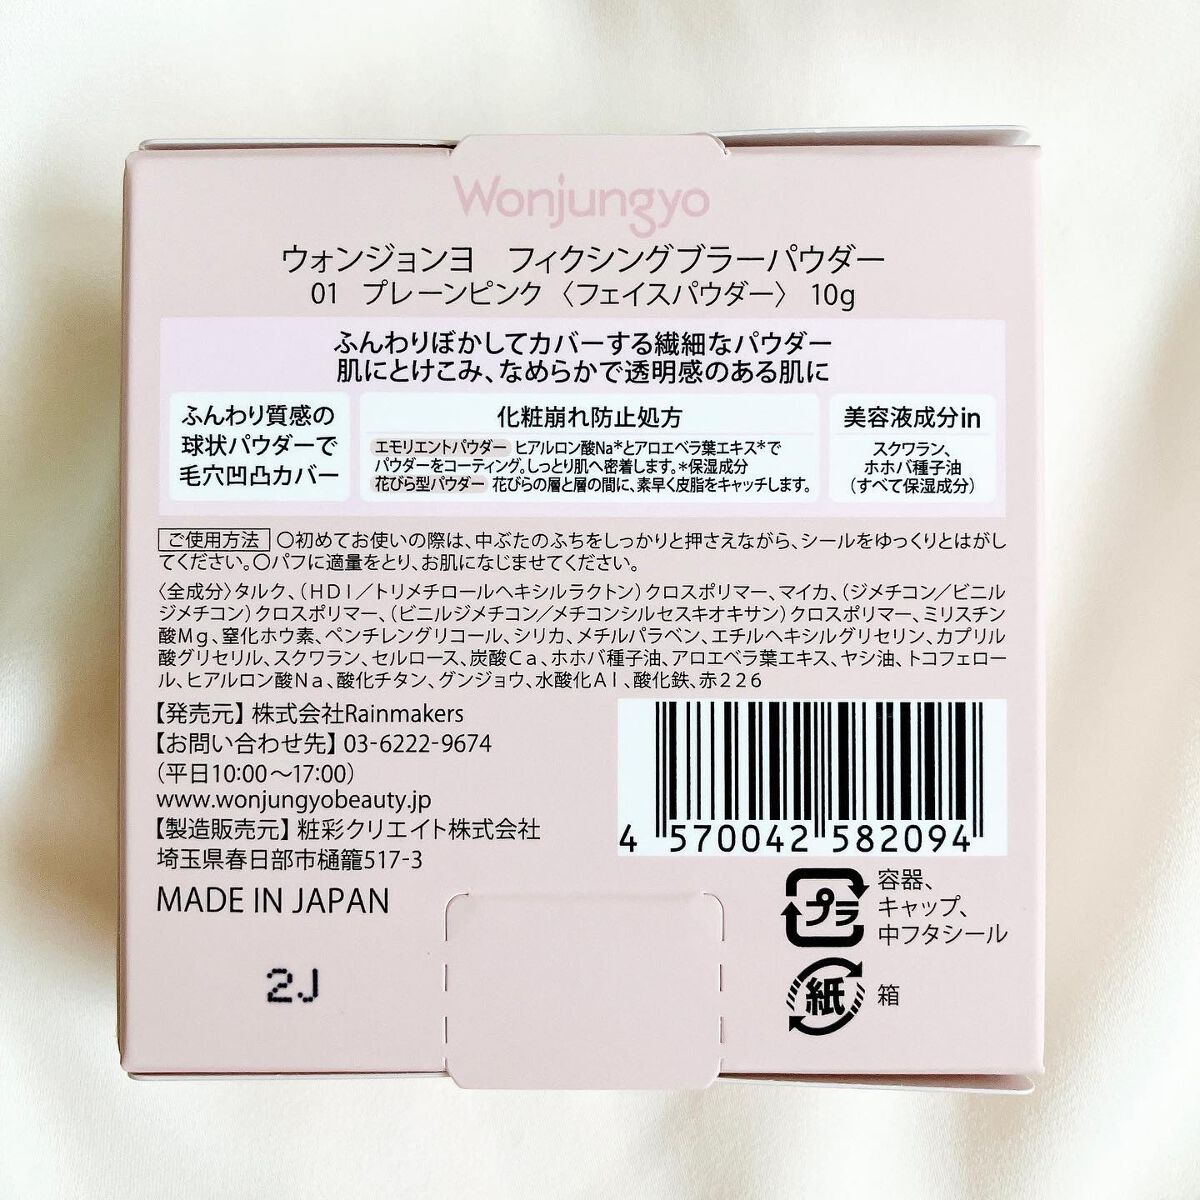 Wonjungyo
ウォンジョンヨ フィクシングブラーパウダー
01 プレーンピンク 〈フェイスパウダー〉 10g
ふんわりぼかしてカバーする繊細なパウダー
肌にとけこみ、なめらかで透明感のある肌に
ふんわり質感の
球状パウダーで
毛穴凹凸カバー
化粧崩れ防止処方
エモリエントパウダー ヒアルロン酸Na*とアロエベラ葉エキス*で
パウダーをコーティング。しっとり肌へ密着します。*保湿成分
花びら型パウダー 花びらの層と層の間に、素早く皮脂をキャッチします。
美容液成分in
スクワラン、
ホホバ種子油
(すべて保湿成分)
ご使用方法 〇初めてお使いの際は、中ぶたのふちをしっかりと押さえながら、シールをゆっくりとはがし
てください。〇パフに適量をとり、お肌になじませてください。
〈全成分〉タルク、(HDI/トリメチロールヘキシルラクトン)クロスポリマー、マイカ、(ジメチコン/ビニル
ジメチコン)クロスポリマー、(ビニルジメチコン/メチコンシルセスキオキサン)クロスポリマー、ミリスチン
酸Mg、窒化ホウ素、ペンチレングリコール、シリカ、メチルパラベン、エチルヘキシルグリセリン、カプリル
酸グリセリル、スクワラン、セルロース、炭酸Ca、ホホバ種子油、アロエベラ葉エキス、ヤシ油、トコフェロー
ル、ヒアルロン酸Na、酸化チタン、グンジョウ、水酸化Al、酸化鉄、赤226
【発売元】株式会社Rainmakers
【お問い合わせ先】03-6222-9674
(平日10:00〜17:00)
www.wonjungyobeauty.jp
【製造販売元】粧彩クリエイト株式会社
埼玉県春日部市樋籠517-3
MADE IN JAPAN
2J
4 570042 582094
プラ
容器、
キャップ、
中フタシール
紙
箱